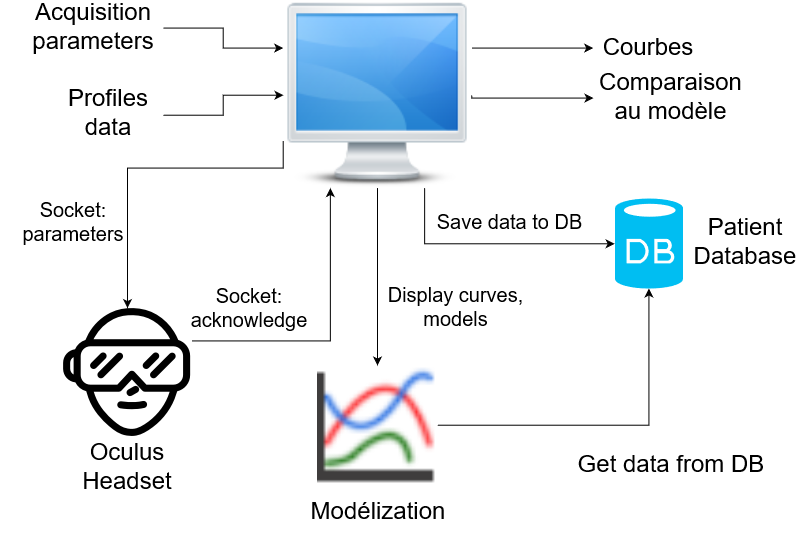 Acquisition
parameters
Courbes
Profiles
data
Comparaison
au modèle
Socket:
parameters
Save data to DB
DB
Patient
Database
Socket:
acknowledge
Display curves,
models
Oculus
Headset
Get data from DB
Modélization